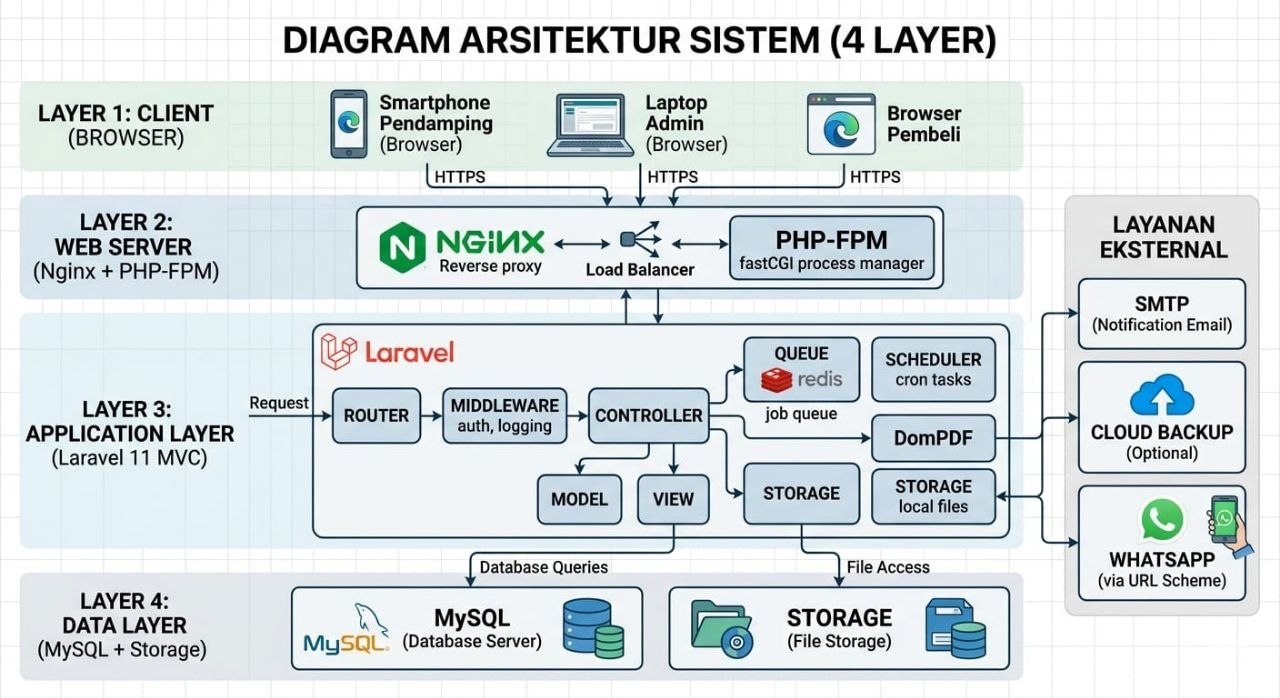 DIAGRAM ARSITEKTUR SISTEM (4 LAYER)
LAYER 1: CLIENT
(BROWSER)
Smartphone
Pendamping
(Browser)
Laptop
Admin
(Browser)
Browser
Pembeli
HTTPS
HTTPS
HTTPS
LAYER 2:
WEB SERVER
(Nginx + PHP-FPM)
N
NGiNX
Reverse proxy
Load Balancer
PHP-FPM
fastCGI process manager
LAYER 3:
APPLICATION LAYER
(Laravel 11 MVC)
Laravel
Request
ROUTER
MIDDLEWARE
auth, logging
CONTROLLER
MODEL
VIEW
QUEUE
redis
job queue
SCHEDULER
cron tasks
DomPDF
STORAGE
STORAGE
local files
Database Queries
File Access
LAYER 4:
DATA LAYER
(MySQL + Storage)
MySQL
MySQL
(Database Server)
STORAGE
(File Storage)
LAYANAN
EKSTERNAL
SMTP
(Notification Email)
CLOUD BACKUP
(Optional)
WHATSAPP
(via URL Scheme)